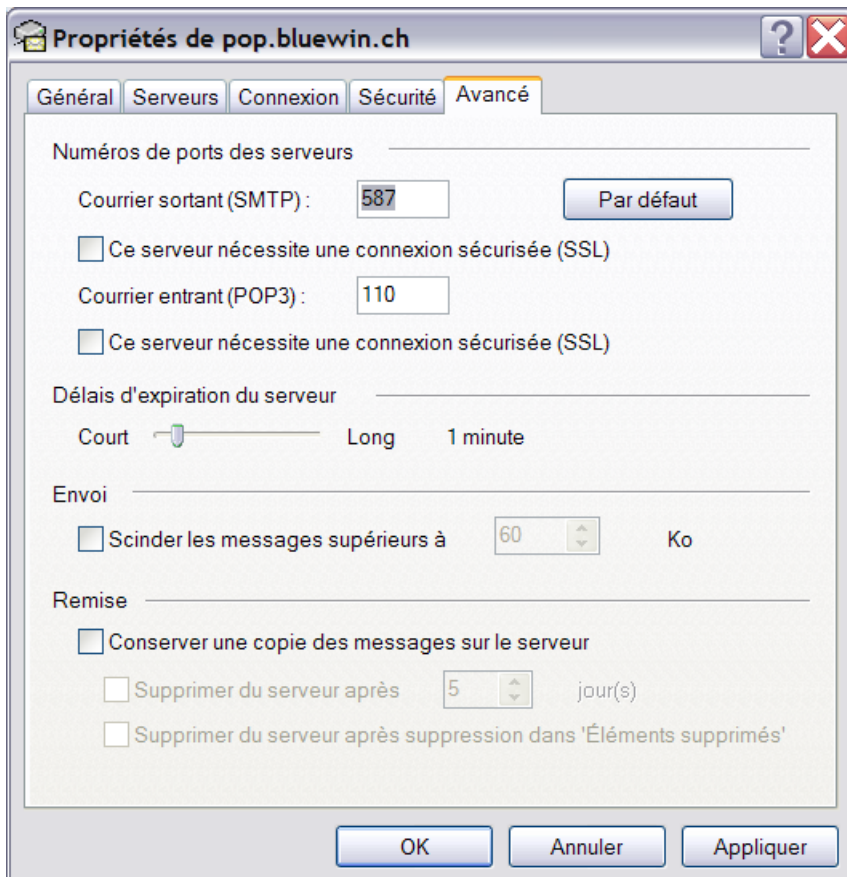 Propriétés de pop.bluewin.ch
?
Général Serveurs Connexion Sécurité Avancé
Numéros de ports des serveurs
Courrier sortant (SMTP) : 587 Par défaut
Ce serveur nécessite une connexion sécurisée (SSL)
Courrier entrant (POP3) : 110
Ce serveur nécessite une connexion sécurisée (SSL)
Délais d'expiration du serveur
Court Long 1 minute
Envoi
Scinder les messages supérieurs à 60 Ko
Remise
Conserver une copie des messages sur le serveur
Supprimer du serveur après 5 jour(s)
Supprimer du serveur après suppression dans 'Éléments supprimés'
OK Annuler Appliquer